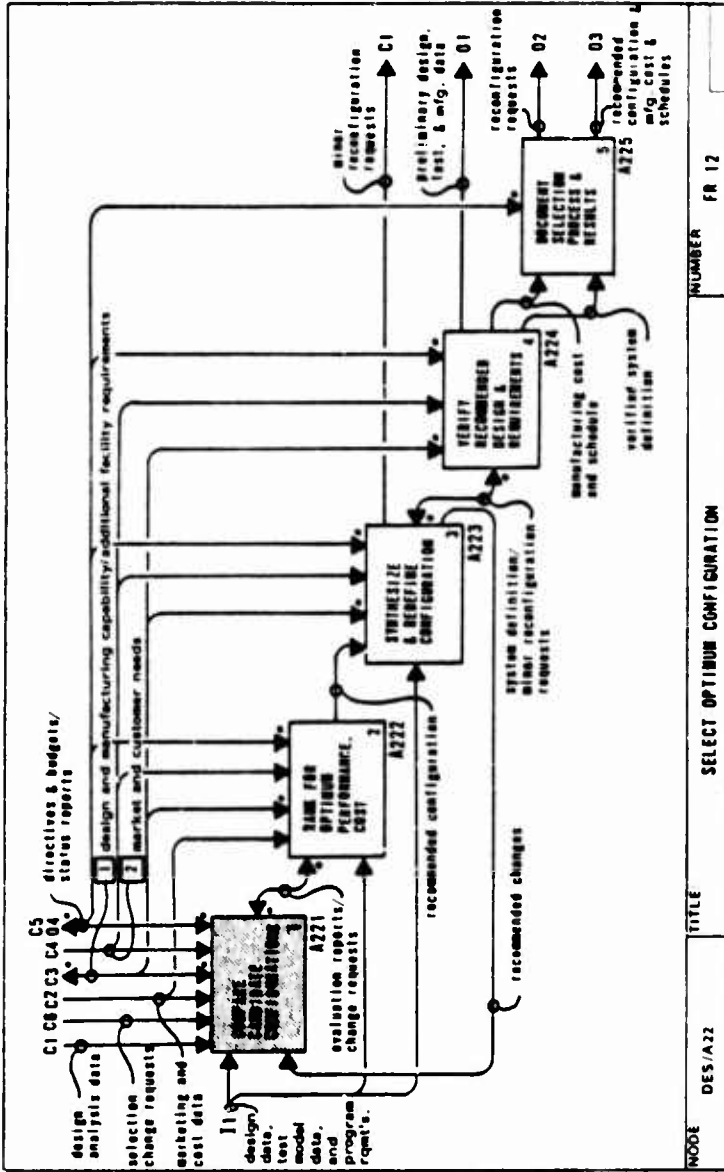 C1 C6 C2 C3 C4 C5
O4
directives & budgets/
status reports
design
analysis data
selection
change requests
marketing and
cost data
1 design and manufacturing capability/additional facility requirements
2 market and customer needs
I1
design
data,
test
model
data,
and
program
rqmt's.
COMPARE
CANDIDATE
CONFIGURATIONS
1
A221
evaluation reports/
change requests
RANK FOR
OPTIMUM
PERFORMANCE,
COST
2
A222
recommended configuration
SYNTHESIZE
& REDEFINE
CONFIGURATION
3
A223
recommended changes
system definition/
minor reconfiguration
requests
VERIFY
RECOMMENDED
DESIGN &
REQUIREMENTS
4
A224
manufacturing cost
and schedule
verified system
definition
DOCUMENT
SELECTION
PROCESS &
RESULTS
5
A225
minor
reconfiguration
requests
C1
preliminary design,
test, & mfg. data
O1
reconfiguration
requests
O2
O3
recommended
configuration &
mfg. cost &
schedules
NODE
DES/A22
TITLE
SELECT OPTIMUM CONFIGURATION
NUMBER
FR 12